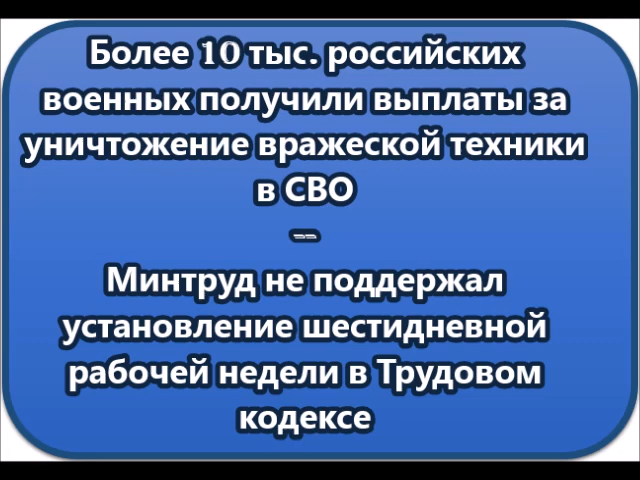 Более 10 тыс. российских
военных получили выплаты за
уничтожение вражеской техники
в СВО
--
Минтруд не поддержал
установление шестидневной
рабочей недели в Трудовом
кодексе